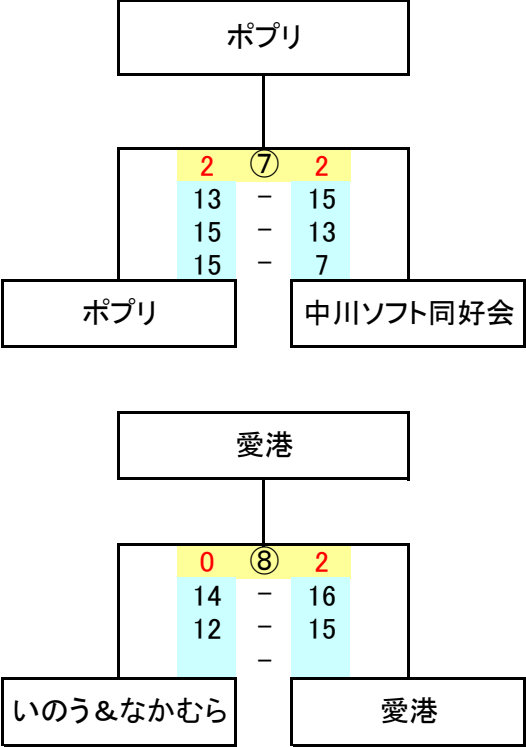 ポプリ
2 ⑦ 2
13 - 15
15 - 13
15 - 7
ポプリ 中川ソフト同好会
愛港
0 ⑧ 2
14 - 16
12 - 15
-
いのう&なかむら 愛港